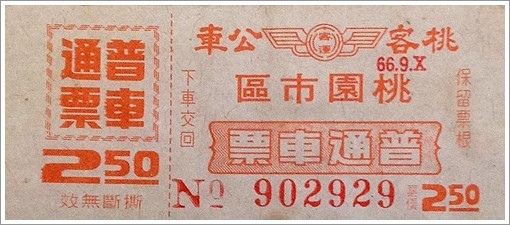 桃客公車
客運
66.9.X
桃園市區
普通車票
Nº 902929
票價 2 50
保留票根
下車交回
普通
車票
2 50
撕斷無效